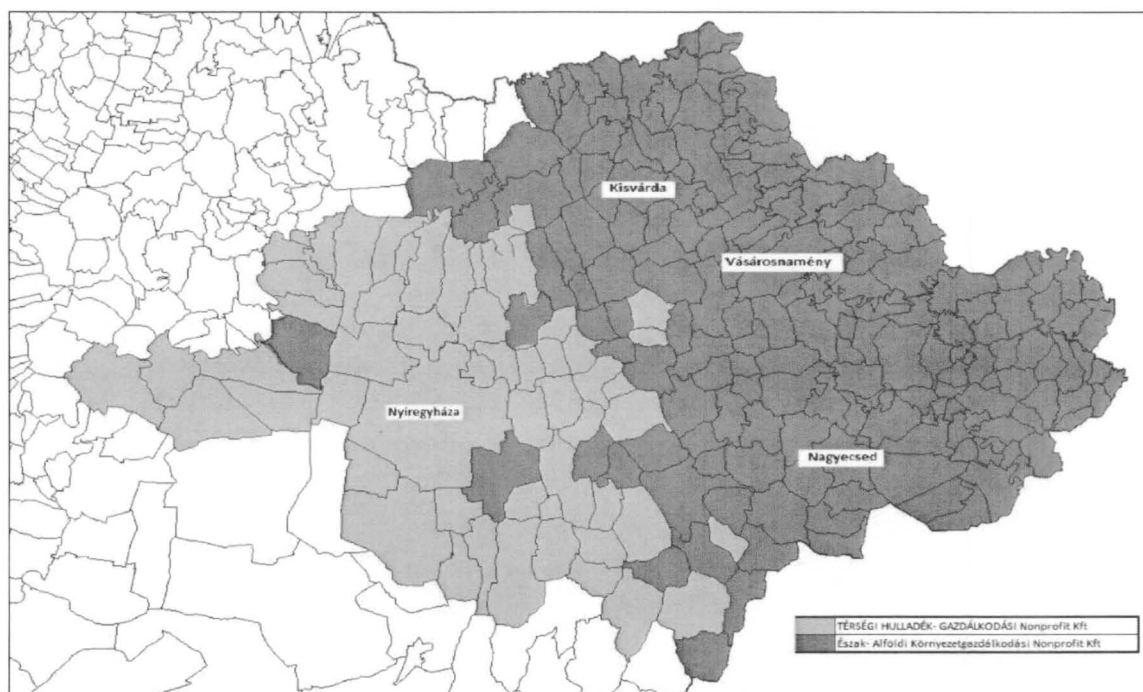 Kisvárda
Vásárosnamény
Nyíregyháza
Nagyecsed
TÉRSÉGI HULLADÉK- GAZDÁLKODÁSI Nonprofit Kft
Észak- Alföldi Környezetgazdálkodási Nonprofit Kft